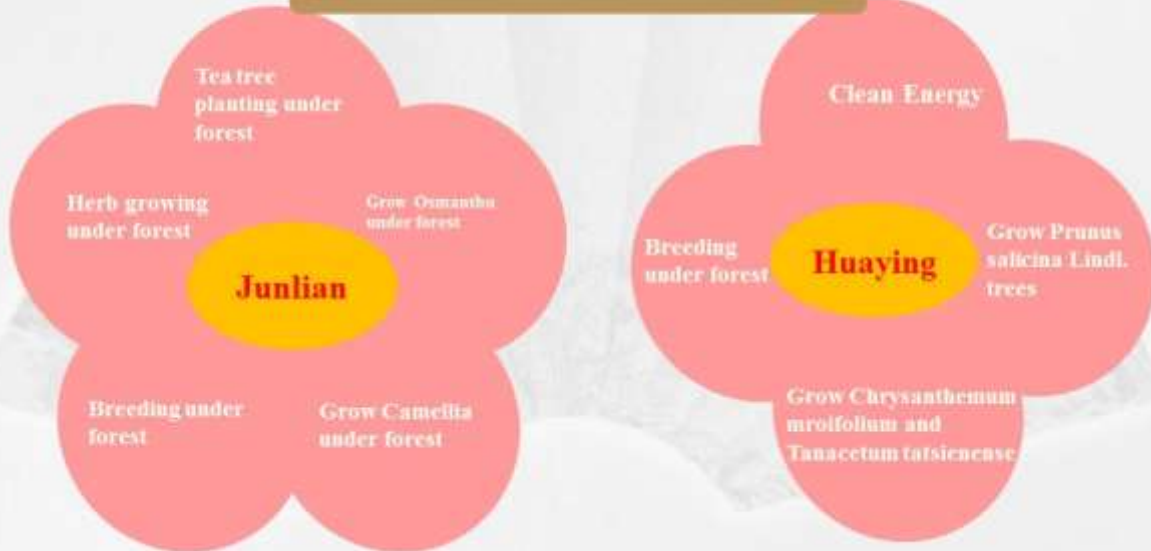 Tea tree
planting under
forest
Herb growing
under forest
Grow Osmanthu
under forest
Junlian
Breeding under
forest
Grow Camellia
under forest
Clean Energy
Breeding
under forest
Huaying
Grow Prunus
salicina Lindl.
trees
Grow Chrysanthemum
mroifolium and
Tanacetum tatsienense